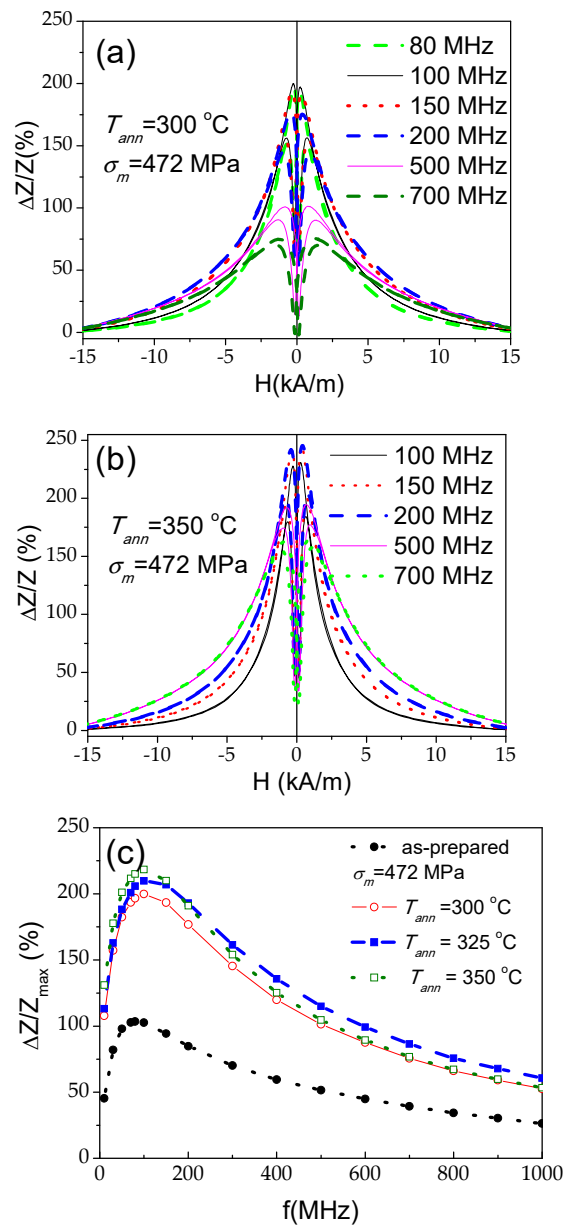 (a)
80 MHz
100 MHz
150 MHz
200 MHz
500 MHz
700 MHz
T_ann=300 °C
σ_m=472 MPa
ΔZ/Z(%)
250
200
150
100
50
0
-15 -10 -5 0 5 10 15
H(kA/m)
(b)
100 MHz
150 MHz
200 MHz
500 MHz
700 MHz
T_ann=350 °C
σ_m=472 MPa
ΔZ/Z (%)
250
200
150
100
50
0
-15 -10 -5 0 5 10 15
H (kA/m)
(c)
as-prepared
σ_m=472 MPa
T_ann=300 °C
T_ann = 325 °C
T_ann = 350 °C
ΔZ/Z_max (%)
250
200
150
100
50
0
0 200 400 600 800 1000
f(MHz)